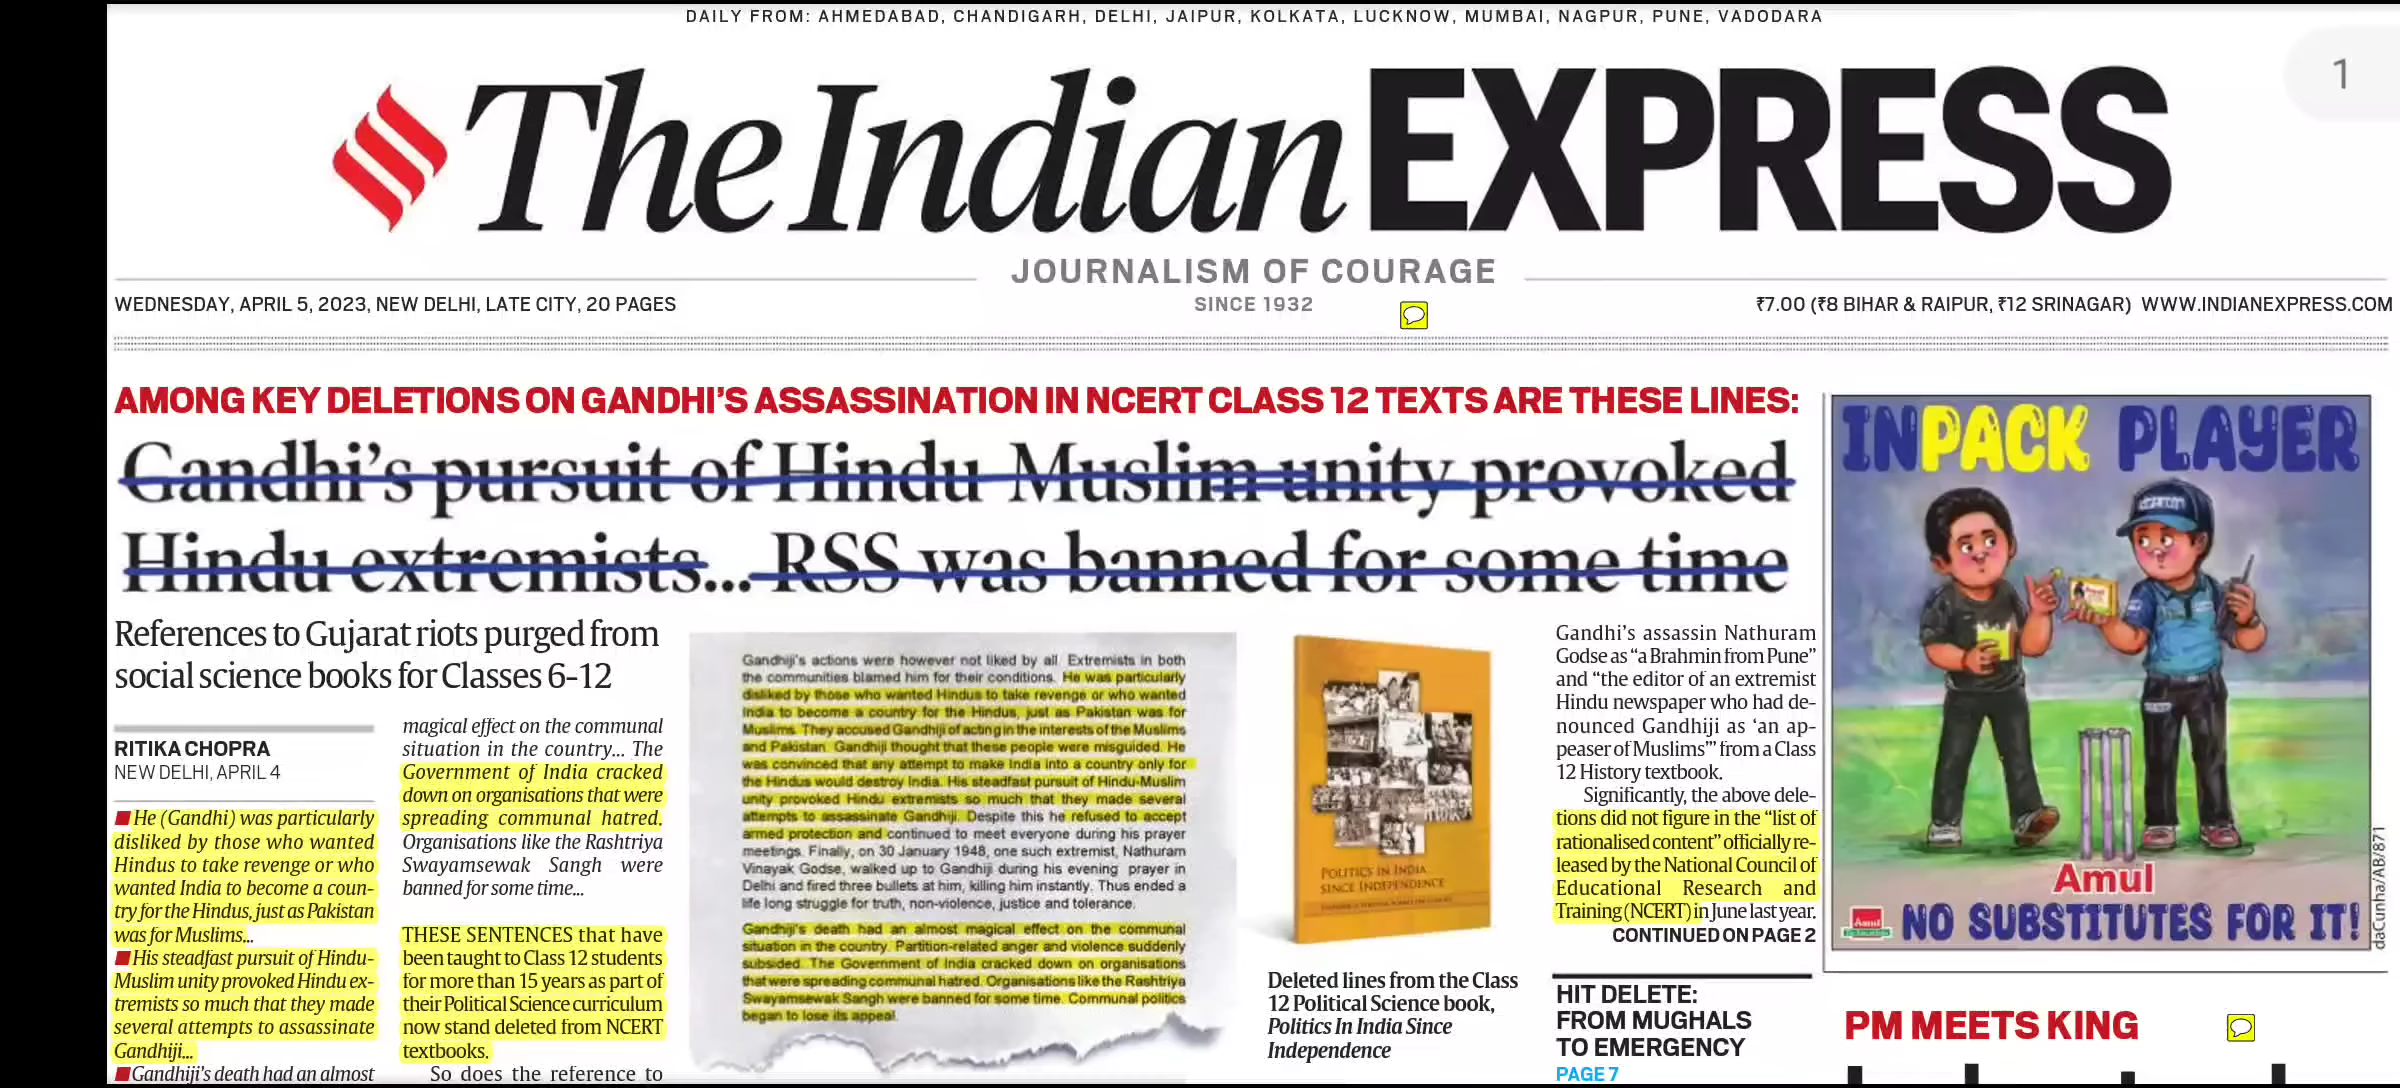 DAILY FROM: AHMEDABAD, CHANDIGARH, DELHI, JAIPUR, KOLKATA, LUCKNOW, MUMBAI, NAGPUR, PUNE, VADODARA
1
The Indian EXPRESS
JOURNALISM OF COURAGE
SINCE 1932
WEDNESDAY, APRIL 5, 2023, NEW DELHI, LATE CITY, 20 PAGES
₹7.00 (₹8 BIHAR & RAIPUR, ₹12 SRINAGAR) WWW.INDIANEXPRESS.COM
AMONG KEY DELETIONS ON GANDHI'S ASSASSINATION IN NCERT CLASS 12 TEXTS ARE THESE LINES:
Gandhi's pursuit of Hindu Muslim unity provoked
Hindu extremists... RSS was banned for some time
References to Gujarat riots purged from
social science books for Classes 6-12
RITIKA CHOPRA
NEW DELHI, APRIL 4
He (Gandhi) was particularly
disliked by those who wanted
Hindus to take revenge or who
wanted India to become a coun-
try for the Hindus, just as Pakistan
was for Muslims...
His steadfast pursuit of Hindu-
Muslim unity provoked Hindu ex-
tremists so much that they made
several attempts to assassinate
Gandhiji...
Gandhiji's death had an almost
magical effect on the communal
situation in the country... The
Government of India cracked
down on organisations that were
spreading communal hatred.
Organisations like the Rashtriya
Swayamsewak Sangh were
banned for some time...
THESE SENTENCES that have
been taught to Class 12 students
for more than 15 years as part of
their Political Science curriculum
now stand deleted from NCERT
textbooks.
So does the reference to
Gandhiji's actions were however not liked by all. Extremists in both
the communities blamed him for their conditions. He was particularly
disliked by those who wanted Hindus to take revenge or who wanted
India to become a country for the Hindus, just as Pakistan was for
Muslims. They accused Gandhiji of acting in the interests of the Muslims
and Pakistan. Gandhiji thought that these people were misguided. He
was convinced that any attempt to make India into a country only for
the Hindus would destroy India. His steadfast pursuit of Hindu-Muslim
unity provoked Hindu extremists so much that they made several
attempts to assassinate Gandhiji. Despite this he refused to accept
armed protection and continued to meet everyone during his prayer
meetings. Finally, on 30 January 1948, one such extremist, Nathuram
Vinayak Godse, walked up to Gandhiji during his evening prayer in
Delhi and fired three bullets at him, killing him instantly. Thus ended a
life long struggle for truth, non-violence, justice and tolerance.
Gandhiji's death had an almost magical effect on the communal
situation in the country. Partition-related anger and violence suddenly
subsided. The Government of India cracked down on organisations
that were spreading communal hatred. Organisations like the Rashtriya
Swayamsewak Sangh were banned for some time. Communal politics
began to lose its appeal.
POLITICS IN INDIA
SINCE INDEPENDENCE
Deleted lines from the Class
12 Political Science book,
Politics In India Since
Independence
Gandhi's assassin Nathuram
Godse as "a Brahmin from Pune"
and "the editor of an extremist
Hindu newspaper who had de-
nounced Gandhiji as 'an ap-
peaser of Muslims'" from a Class
12 History textbook.
Significantly, the above dele-
tions did not figure in the "list of
rationalised content" officially re-
leased by the National Council of
Educational Research and
Training (NCERT) in June last year.
CONTINUED ON PAGE 2
HIT DELETE:
FROM MUGHALS
TO EMERGENCY
PAGE 7
INPACK PLAYER
Amul
Amul
NO SUBSTITUTES FOR IT!
daCunha/AB/871
PM MEETS KING